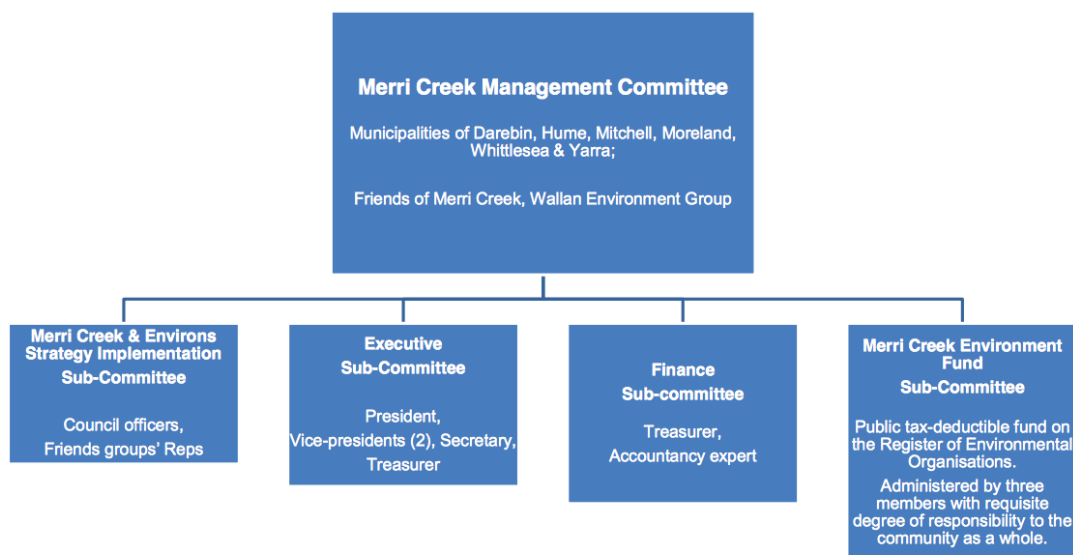 Merri Creek Management Committee
Municipalities of Darebin, Hume, Mitchell, Moreland,
Whittlesea & Yarra;
Friends of Merri Creek, Wallan Environment Group
Merri Creek & Environs
Strategy Implementation
Sub-Committee
Council officers,
Friends groups' Reps
Executive
Sub-Committee
President,
Vice-presidents (2), Secretary,
Treasurer
Finance
Sub-committee
Treasurer,
Accountancy expert
Merri Creek Environment
Fund
Sub-Committee
Public tax-deductible fund on
the Register of Environmental
Organisations.
Administered by three
members with requisite
degree of responsibility to the
community as a whole.